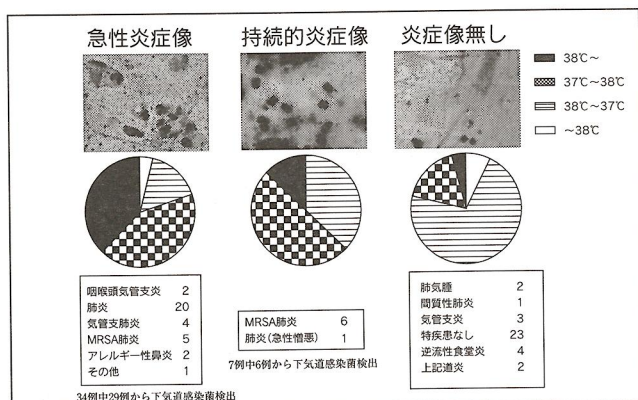 急性炎症像
持続的炎症像
炎症像無し
38℃～
37℃～38℃
38℃～37℃
～38℃
咽喉頭気管支炎 2
肺炎 20
気管支肺炎 4
MRSA肺炎 5
アレルギー性鼻炎 2
その他 1
34例中29例から下気道感染菌検出
MRSA肺炎 6
肺炎(急性憎悪) 1
7例中6例から下気道感染菌検出
肺気腫 2
間質性肺炎 1
気管支炎 3
特疾患なし 23
逆流性食堂炎 4
上記道炎 2